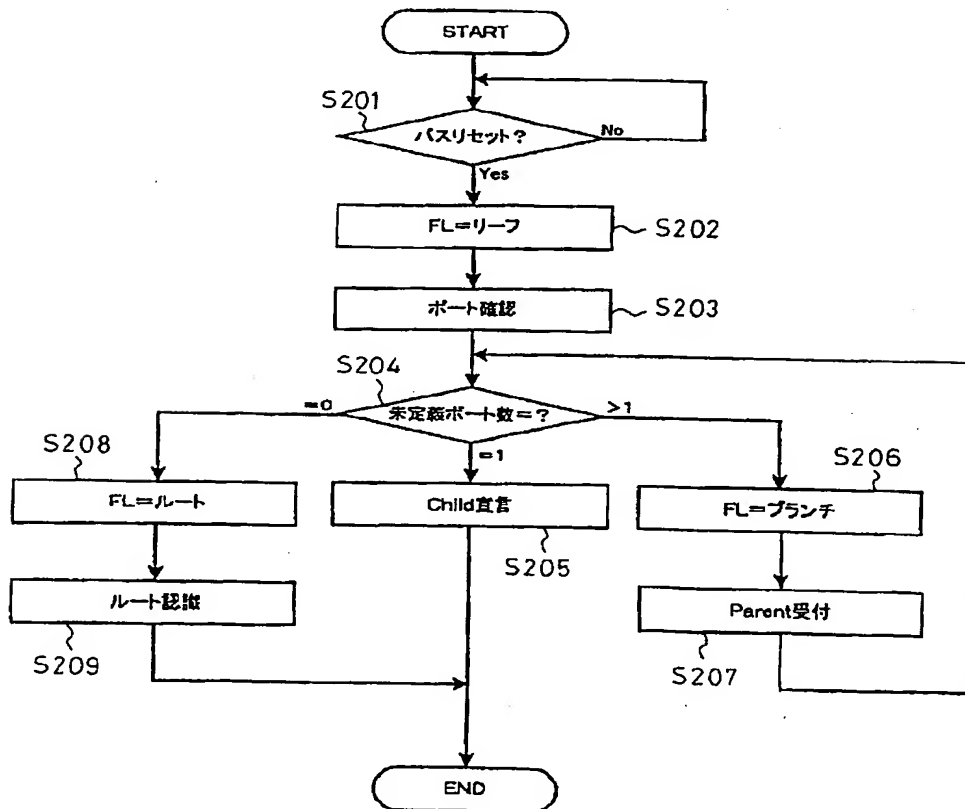 START
S201
バスリセット？
No
Yes
FL=リーフ
S202
ポート確認
S203
S204
=0
未定義ポート数=？
>1
=1
S208
S206
FL=ルート
Child宣言
FL=ブランチ
S205
ルート認識
Parent受付
S209
S207
END